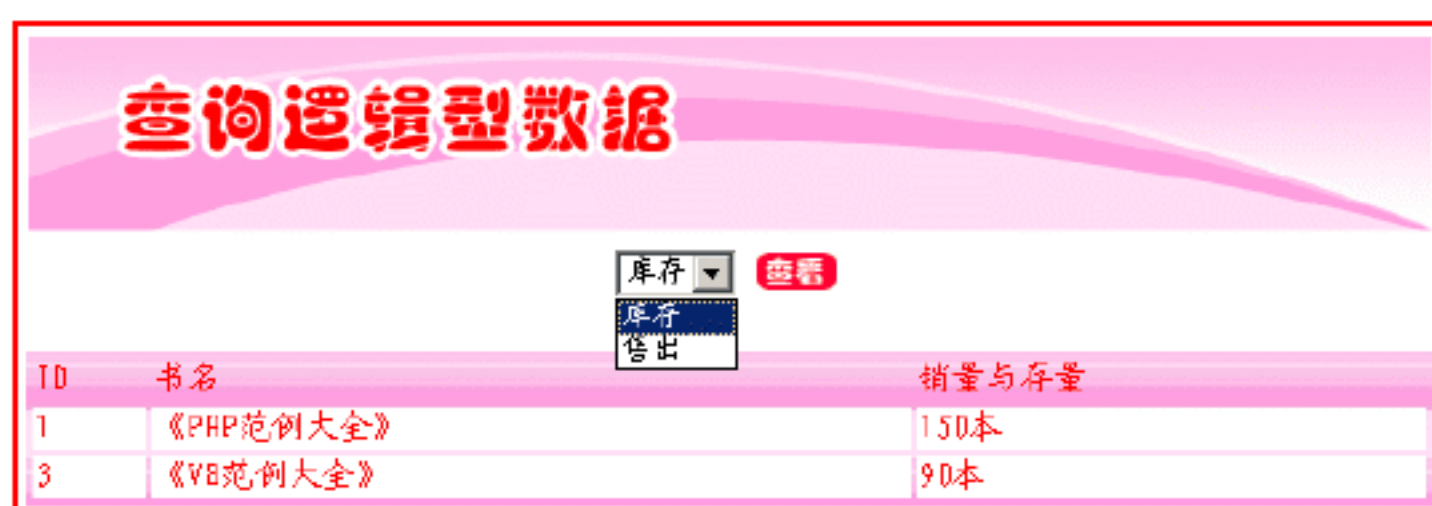 查询逻辑型数据
库存 查看
库存
售出
ID 书名 销量与存量
1 《PHP范例大全》 150本
3 《VB范例大全》 90本